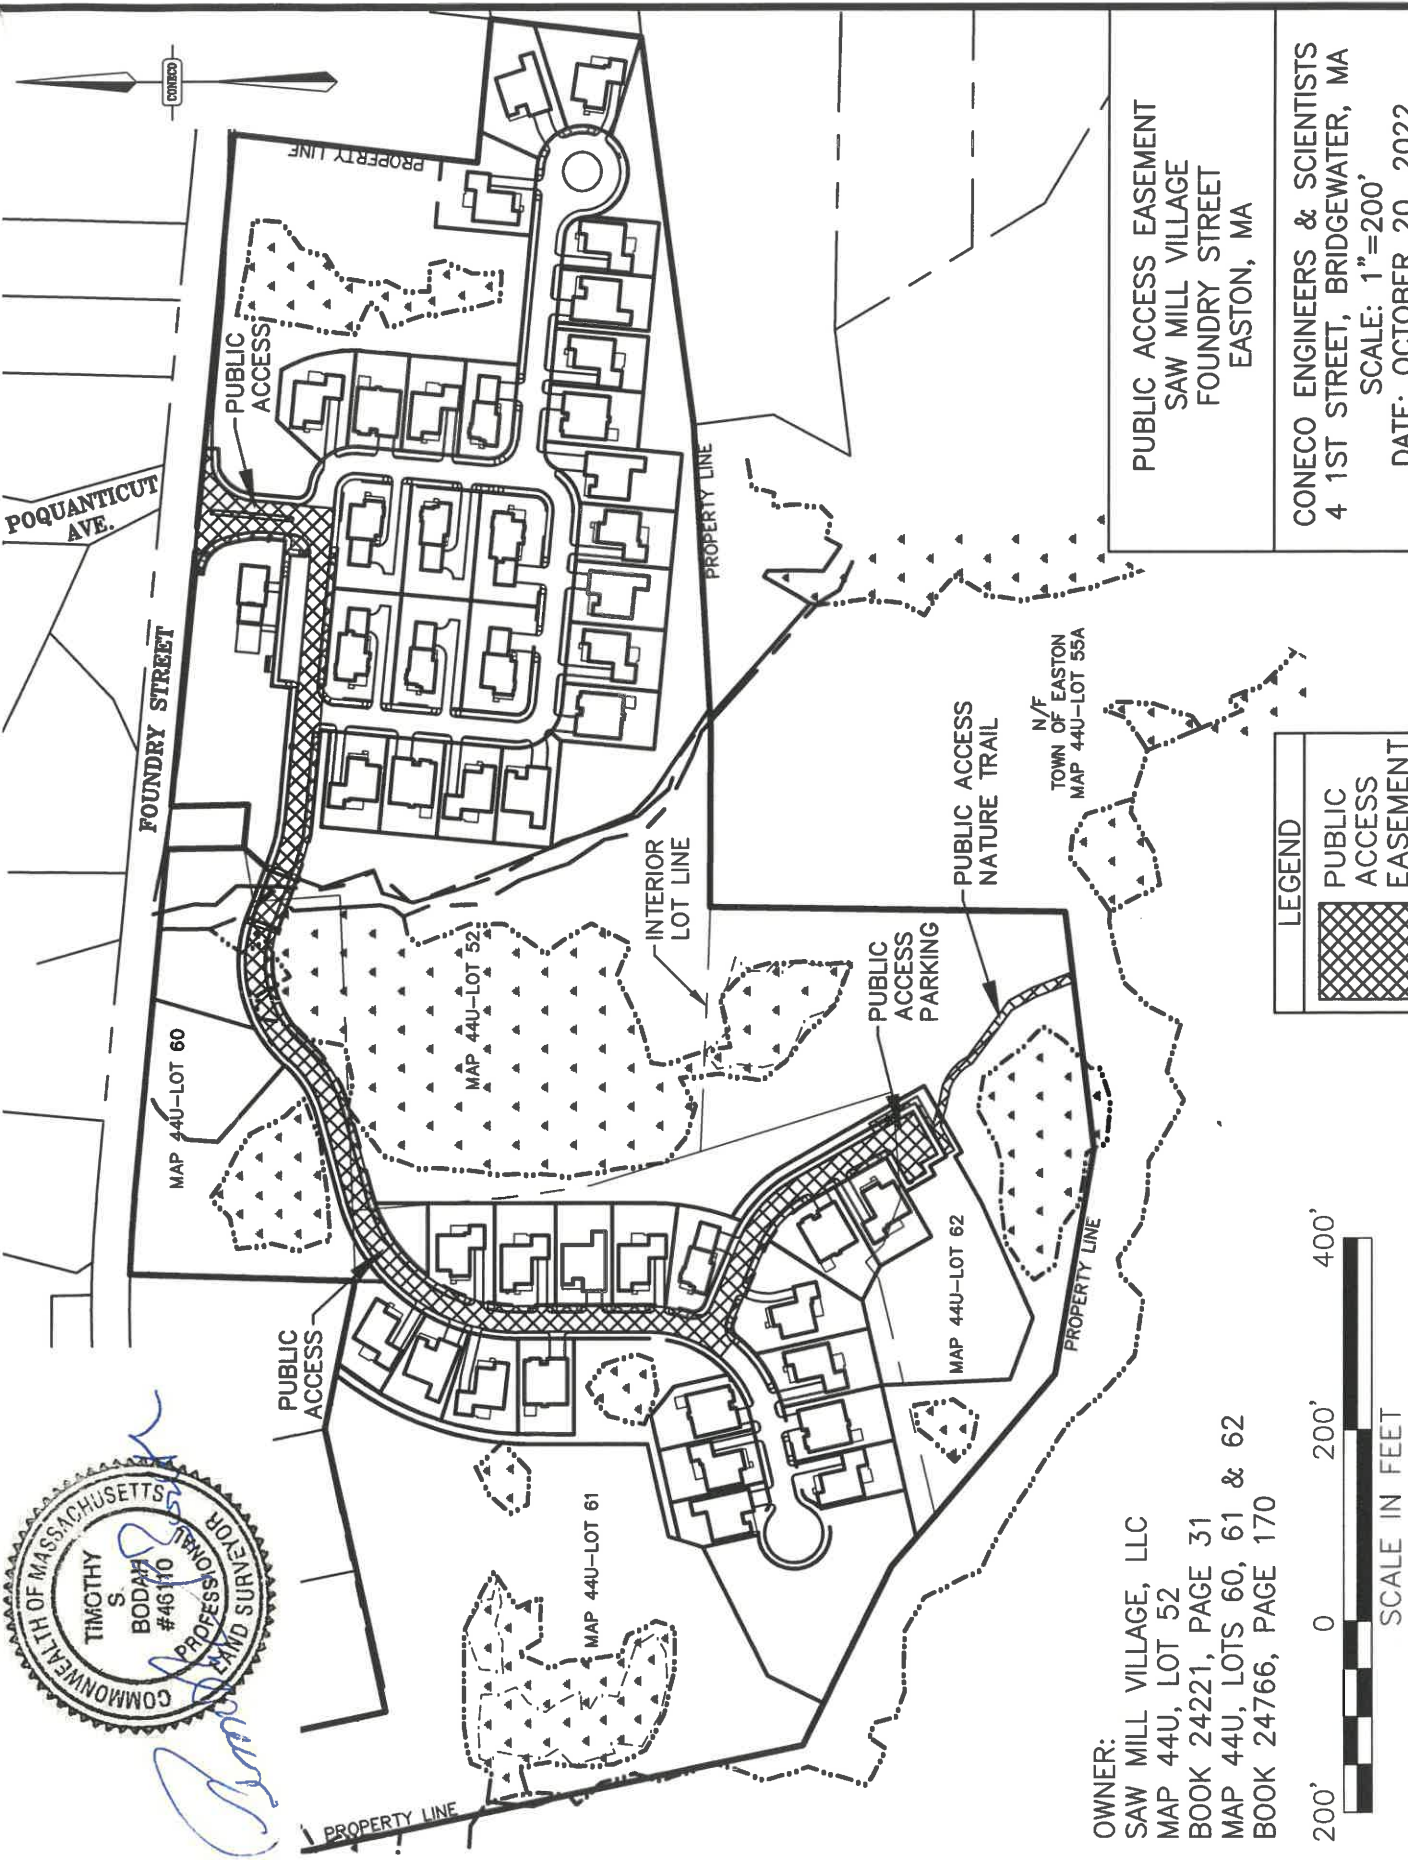 COMMONWEALTH OF MASSACHUSETTS
TIMOTHY
S.
BODAH
#46110
PROFESSIONAL
LAND SURVEYOR
CONECO
POQUANTICUT
AVE.
FOUNDRY STREET
PUBLIC
ACCESS
PROPERTY LINE
MAP 44U-LOT 60
PUBLIC
ACCESS
MAP 44U-LOT 52
INTERIOR
LOT LINE
PROPERTY LINE
PUBLIC
ACCESS
PARKING
PUBLIC ACCESS
NATURE TRAIL
N/F
TOWN OF EASTON
MAP 44U-LOT 55A
MAP 44U-LOT 61
MAP 44U-LOT 62
PROPERTY LINE
PROPERTY LINE
OWNER:
SAW MILL VILLAGE, LLC
MAP 44U, LOT 52
BOOK 24221, PAGE 31
MAP 44U, LOTS 60, 61 & 62
BOOK 24766, PAGE 170
200' 0 200' 400'
SCALE IN FEET
LEGEND
PUBLIC
ACCESS
EASEMENT
PUBLIC ACCESS EASEMENT
SAW MILL VILLAGE
FOUNDRY STREET
EASTON, MA
CONECO ENGINEERS & SCIENTISTS
4 1ST STREET, BRIDGEWATER, MA
SCALE: 1"=200'
DATE: OCTOBER 20, 2022